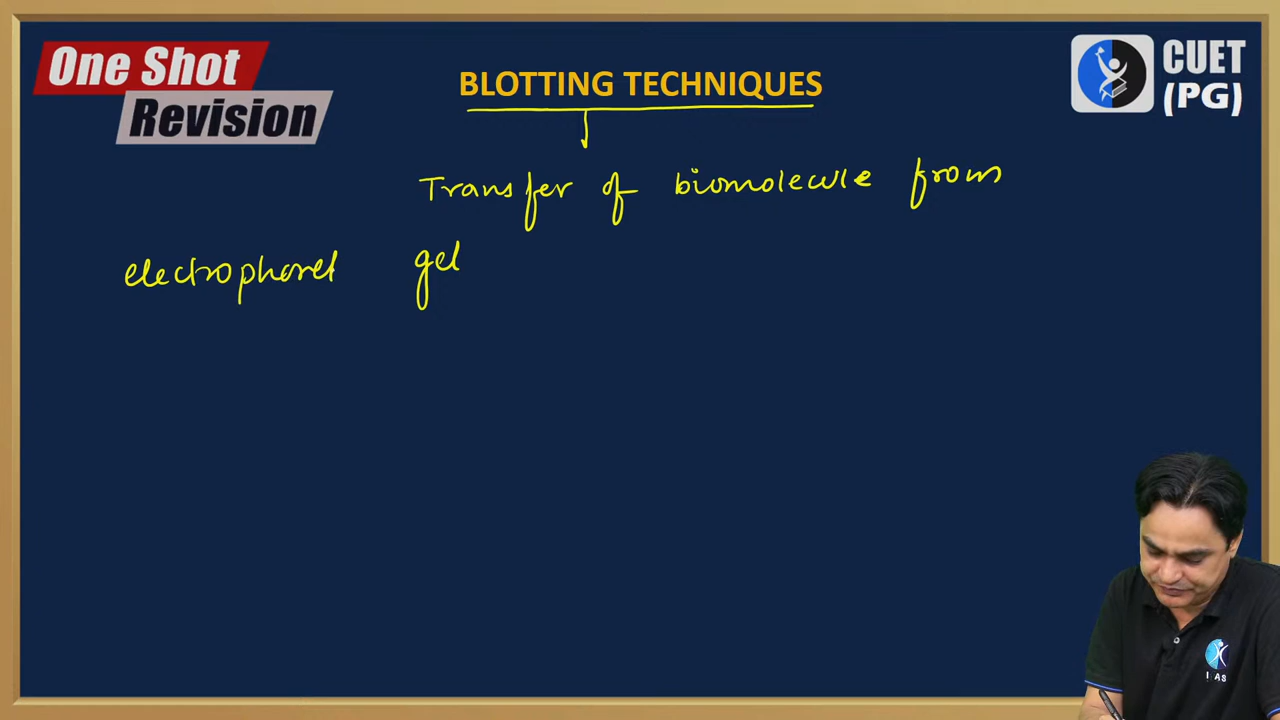 One Shot
Revision
BLOTTING TECHNIQUES
CUET
(PG)
Transfer of biomolecule from
electrophoret gel